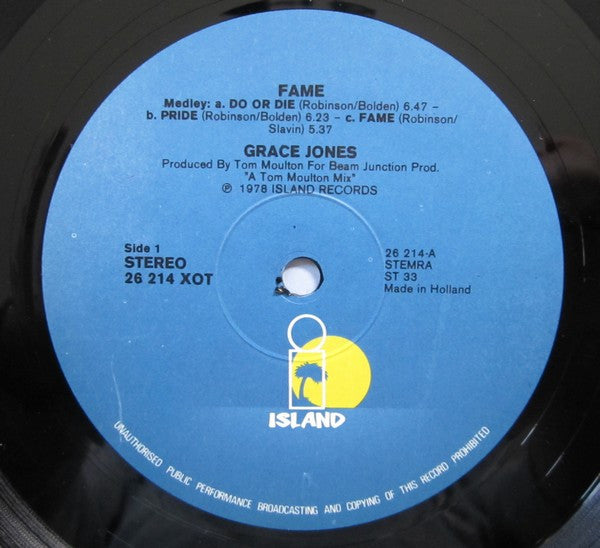 FAME
Medley: a. DO OR DIE (Robinson/Bolden) 6.47 –
b. PRIDE (Robinson/Bolden) 6.23 – c. FAME (Robinson/
Slavin) 5.37
GRACE JONES
Produced By Tom Moulton For Beam Junction Prod.
"A Tom Moulton Mix"
℗ 1978 ISLAND RECORDS
Side 1
STEREO
26 214 XOT
26 214-A
STEMRA
ST 33
Made in Holland
i
ISLAND
UNAUTHORISED PUBLIC PERFORMANCE BROADCASTING AND COPYING OF THIS RECORD PROHIBITED